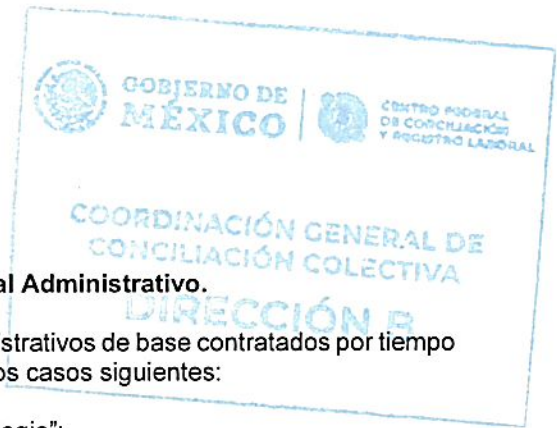 GOBIERNO DE
MÉXICO
CENTRO FEDERAL
DE CONCILIACIÓN
Y REGISTRO LABORAL
COORDINACIÓN GENERAL DE
CONCILIACIÓN COLECTIVA
al Administrativo.
DIRECCIÓN B
strativos de base contratados por tiempo
os casos siguientes: